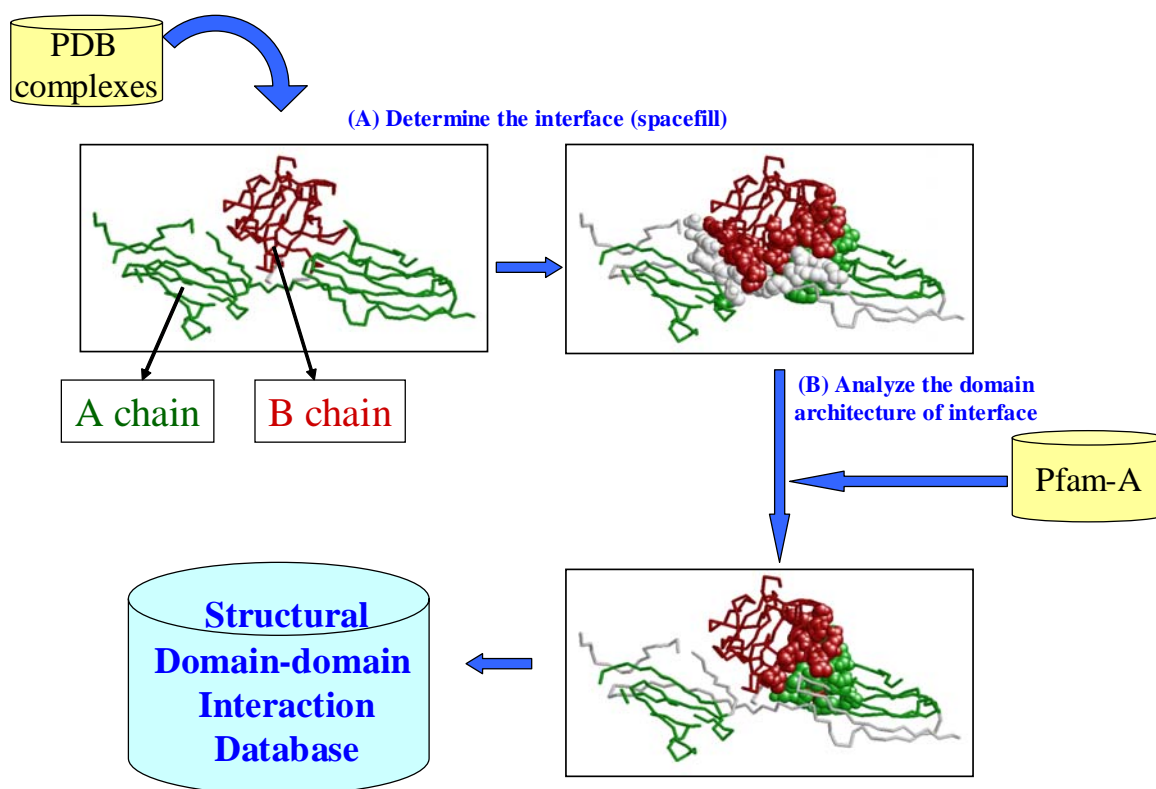 PDB
complexes
(A) Determine the interface (spacefill)
A chain
B chain
(B) Analyze the domain
architecture of interface
Pfam-A
Structural
Domain-domain
Interaction
Database